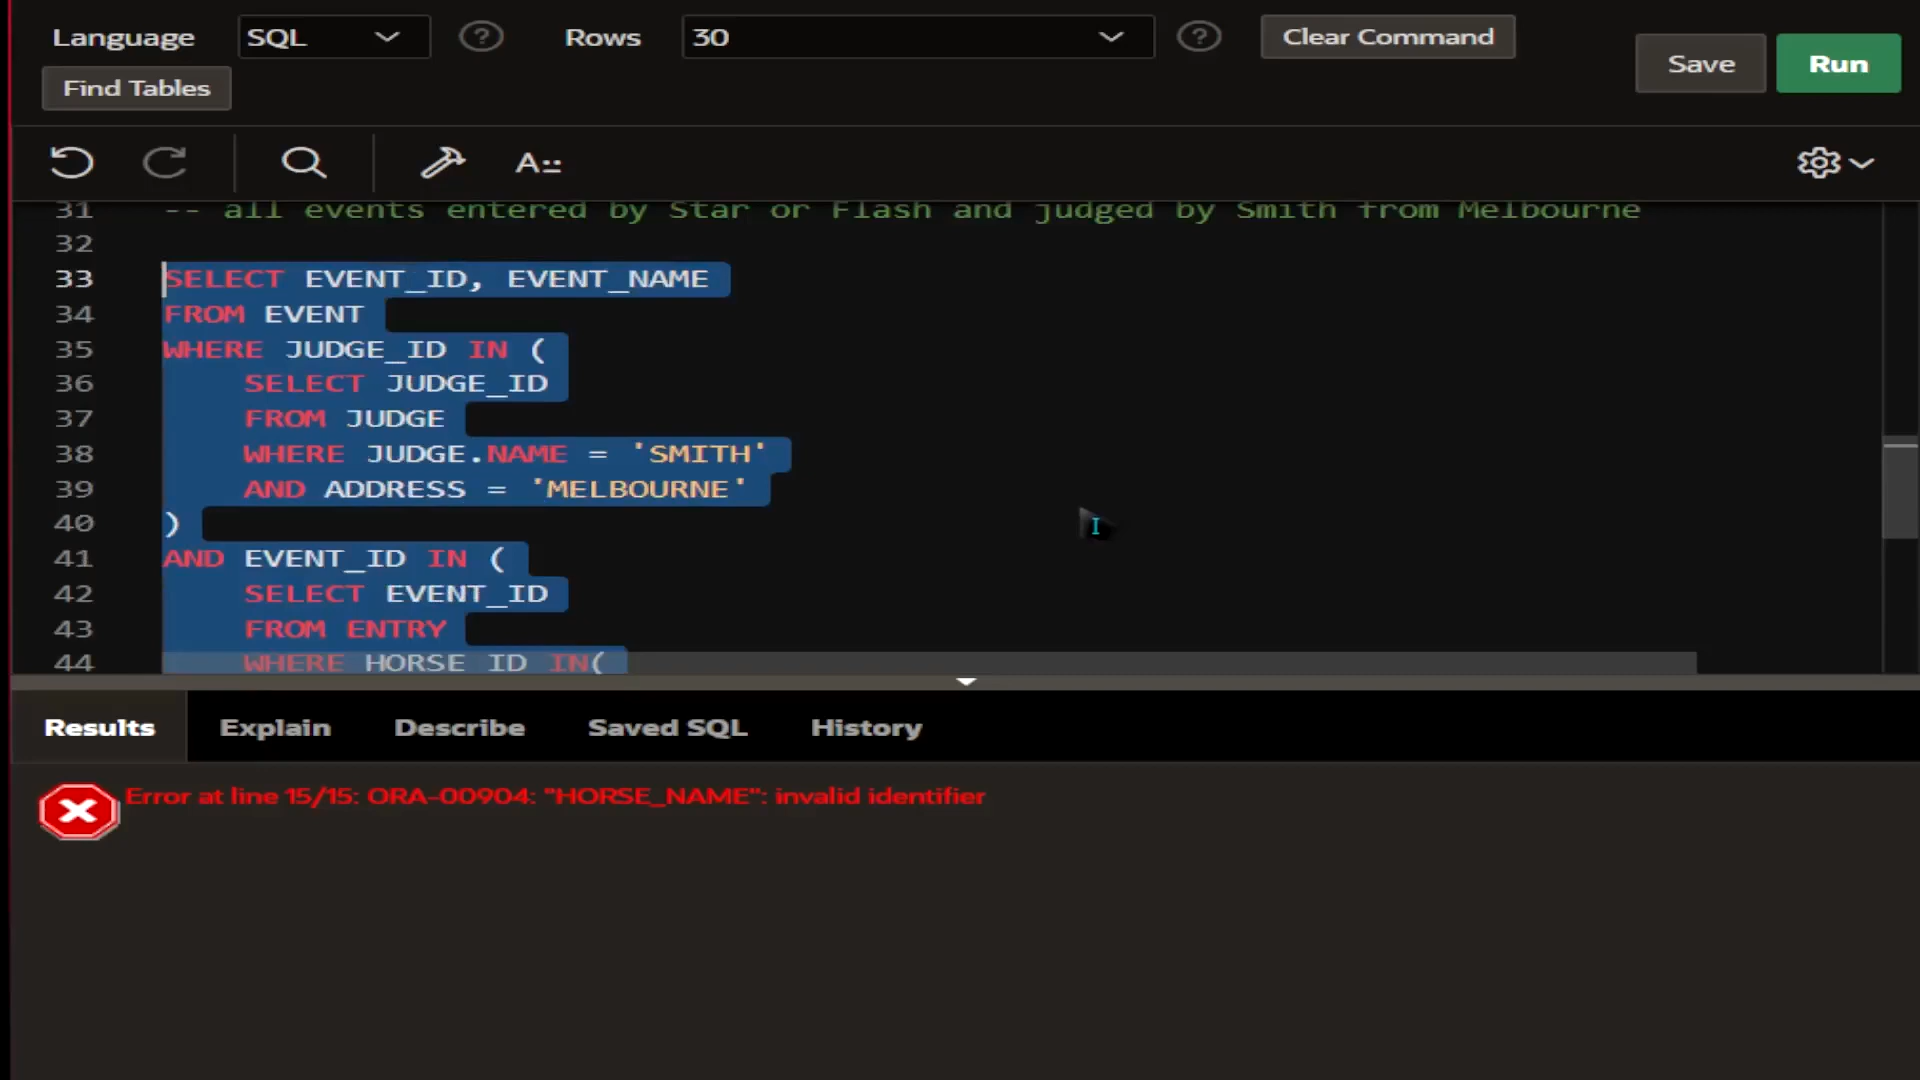 Language SQL Rows 30 Clear Command
Save Run
Find Tables
A
31 -- all events entered by Star or Flash and judged by Smith from Melbourne
32
33 SELECT EVENT_ID, EVENT_NAME
34 FROM EVENT
35 WHERE JUDGE_ID IN (
36 SELECT JUDGE_ID
37 FROM JUDGE
38 WHERE JUDGE.NAME = 'SMITH'
39 AND ADDRESS = 'MELBOURNE'
40 )
41 AND EVENT_ID IN (
42 SELECT EVENT_ID
43 FROM ENTRY
44 WHERE HORSE_ID IN(
Results Explain Describe Saved SQL History
Error at line 15/15: ORA-00904: "HORSE_NAME": invalid identifier